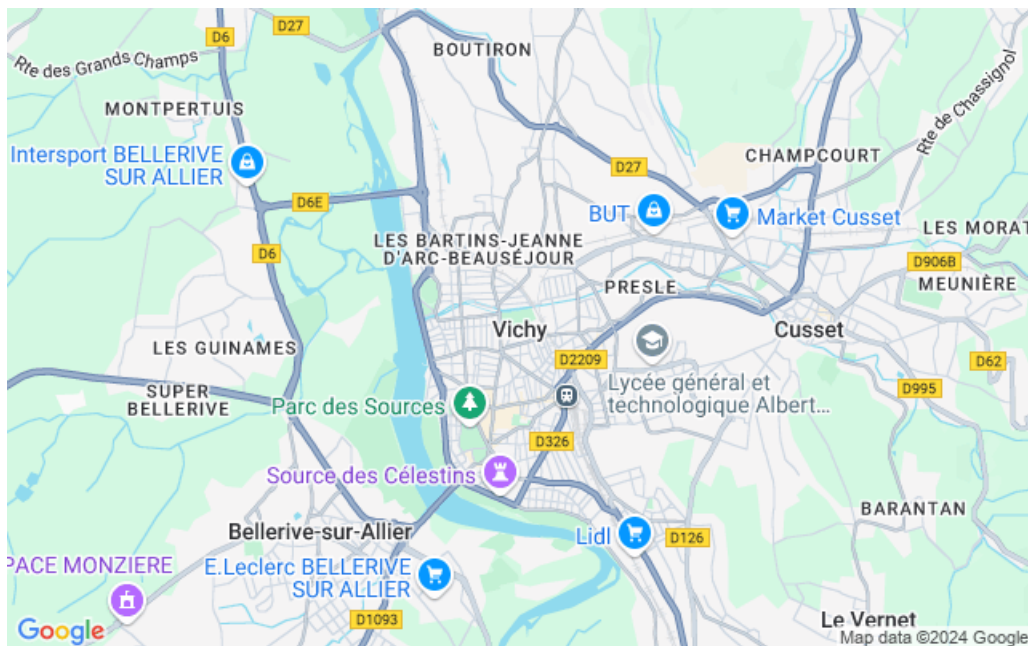 D27
D6
BOUTIRON
Rte des Grands Champs
Rte de Chassignol
MONTPERTUIS
Intersport BELLERIVE
SUR ALLIER
D27
CHAMPCOURT
D6E
BUT
Market Cusset
LES MORAT
D6
LES BARTINS-JEANNE
D'ARC-BEAUSÉJOUR
D906B
MEUNIÈRE
PRESLE
Vichy
Cusset
LES GUINAMES
D2209
D62
SUPER
BELLERIVE
Parc des Sources
Lycée général et
technologique Albert...
D995
D326
Source des Célestins
BARANTAN
Bellerive-sur-Allier
Lidl
D126
PACE MONZIERE
E.Leclerc BELLERIVE
SUR ALLIER
D1093
Le Vernet
Google
Map data ©2024 Google